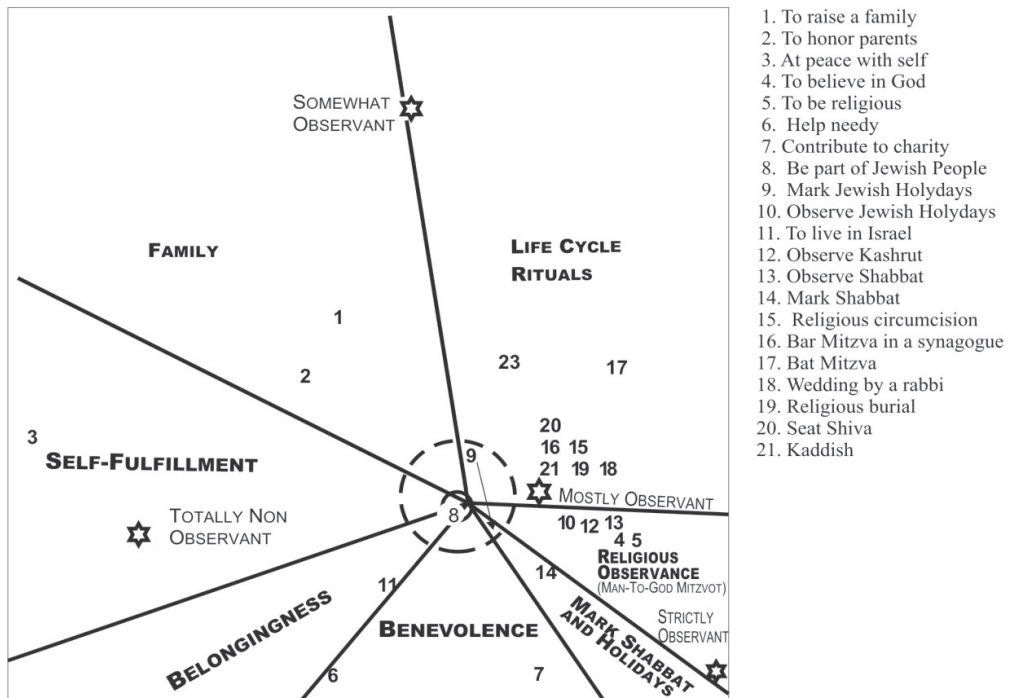 SOMEWHAT
OBSERVANT
FAMILY
LIFE CYCLE
RITUALS
1
23
17
2
3
20
SELF-FULFILLMENT
9
16 15
21 19 18
MOSTLY OBSERVANT
TOTALLY NON
OBSERVANT
8
10 12 13
4 5
RELIGIOUS
OBSERVANCE
(MAN-TO-GOD MITZVOT)
14
11
BELONGINGNESS
BENEVOLENCE
MARK SHABBAT
AND HOLIDAYS
STRICTLY
OBSERVANT
6
7
1. To raise a family
2. To honor parents
3. At peace with self
4. To believe in God
5. To be religious
6. Help needy
7. Contribute to charity
8. Be part of Jewish People
9. Mark Jewish Holydays
10. Observe Jewish Holydays
11. To live in Israel
12. Observe Kashrut
13. Observe Shabbat
14. Mark Shabbat
15. Religious circumcision
16. Bar Mitzva in a synagogue
17. Bat Mitzva
18. Wedding by a rabbi
19. Religious burial
20. Seat Shiva
21. Kaddish